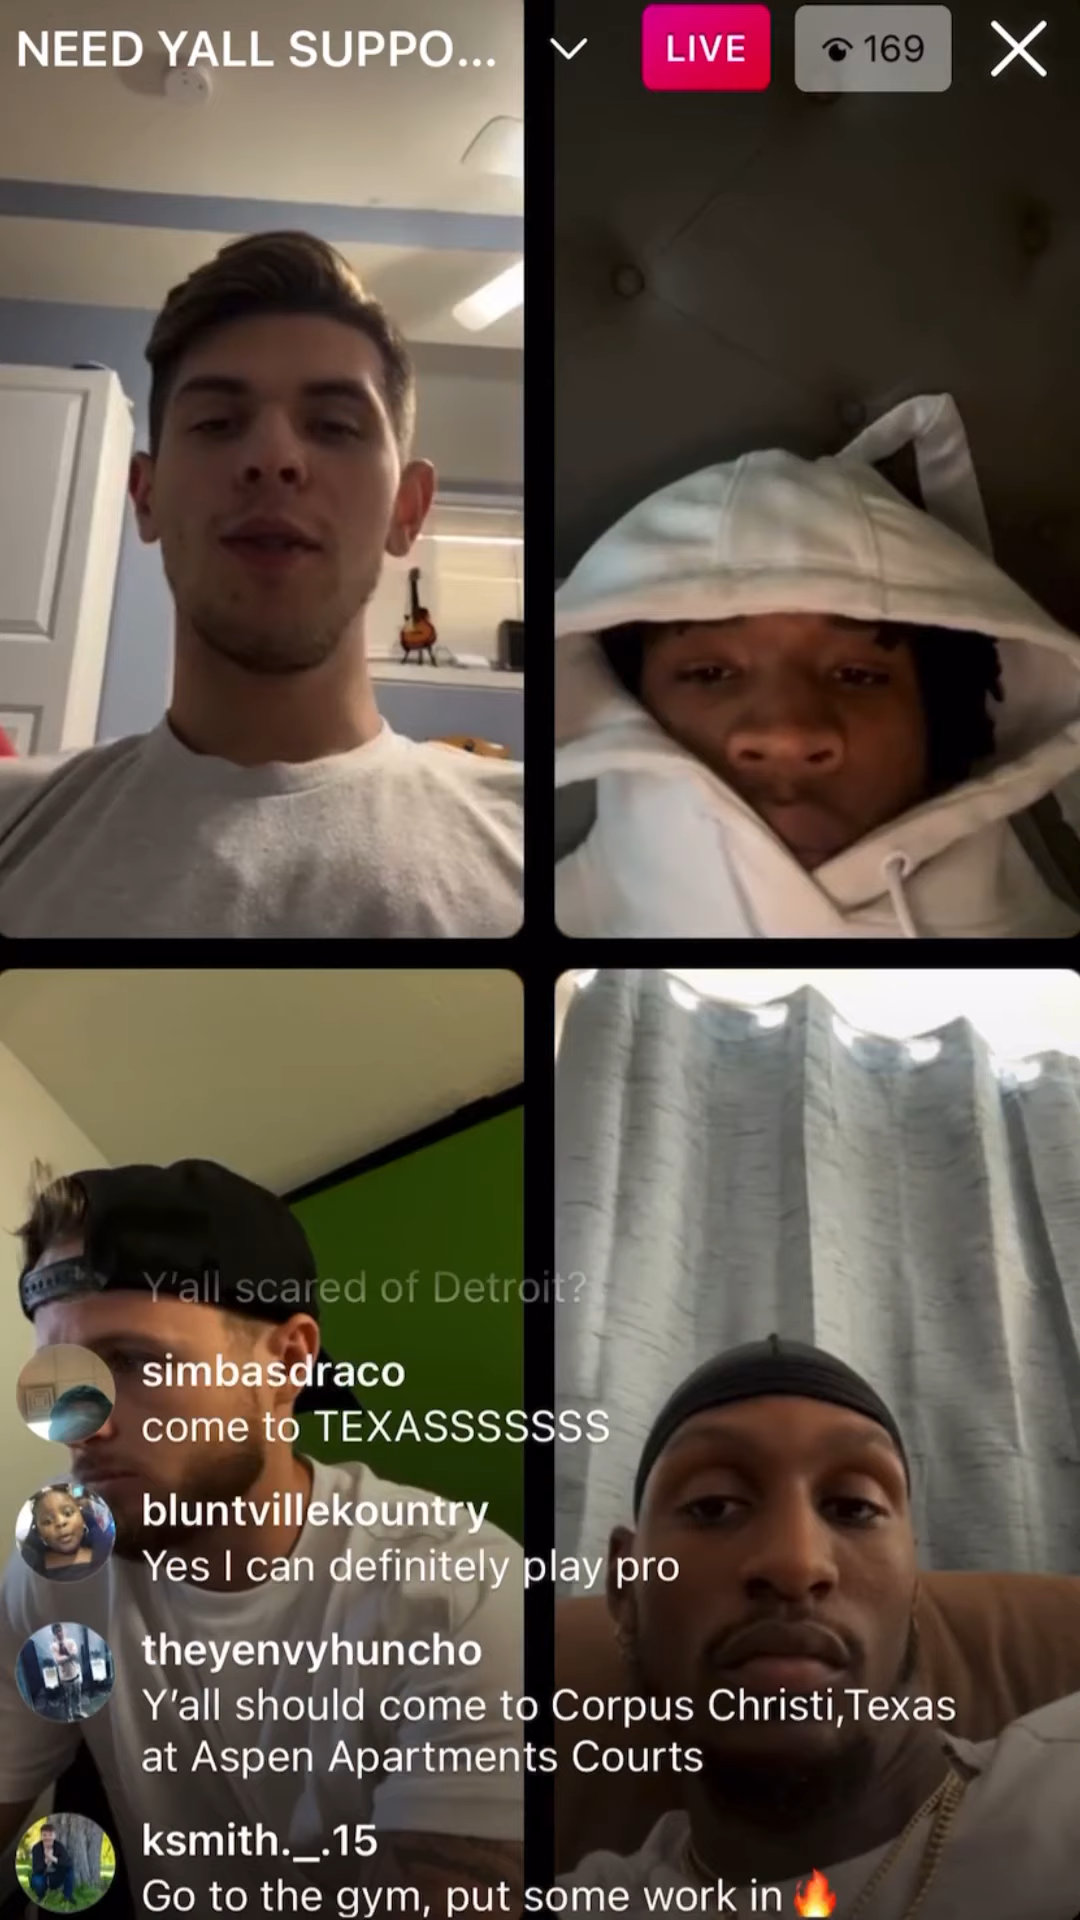 NEED YALL SUPPO...
LIVE
169
Y'all scared of Detroit?
simbasdraco
come to TEXASSSSSSS
bluntvillekountry
Yes I can definitely play pro
theyenvyhuncho
Y'all should come to Corpus Christi,Texas
at Aspen Apartments Courts
ksmith._.15
Go to the gym, put some work in🔥